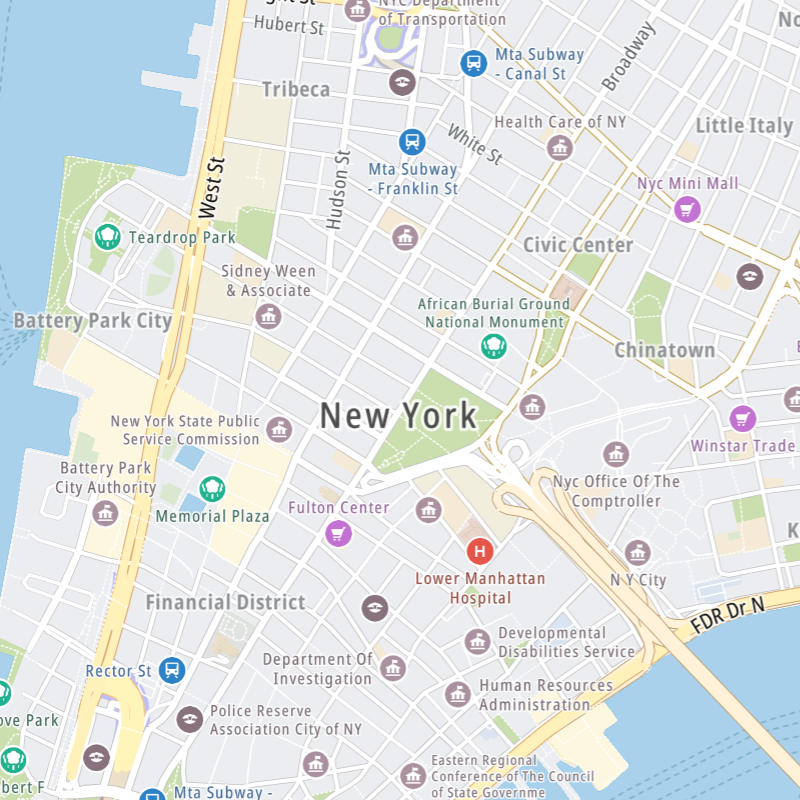 NYC Department
of Transportation
Hubert St
Mta Subway
- Canal St
Broadway
Tribeca
Health Care of NY
Little Italy
White St
Mta Subway
- Franklin St
Hudson St
West St
Nyc Mini Mall
Teardrop Park
Civic Center
Sidney Ween
& Associate
African Burial Ground
National Monument
Battery Park City
Chinatown
New York
New York State Public
Service Commission
Winstar Trade
Battery Park
City Authority
Nyc Office Of The
Comptroller
Memorial Plaza
Fulton Center
H
Lower Manhattan
Hospital
N Y City
Financial District
FDR Dr N
Developmental
Disabilities Service
Rector St
Department Of
Investigation
Human Resources
Administration
Police Reserve
Association City of NY
Eastern Regional
Conference of The Council
of State Governme
Mta Subway -